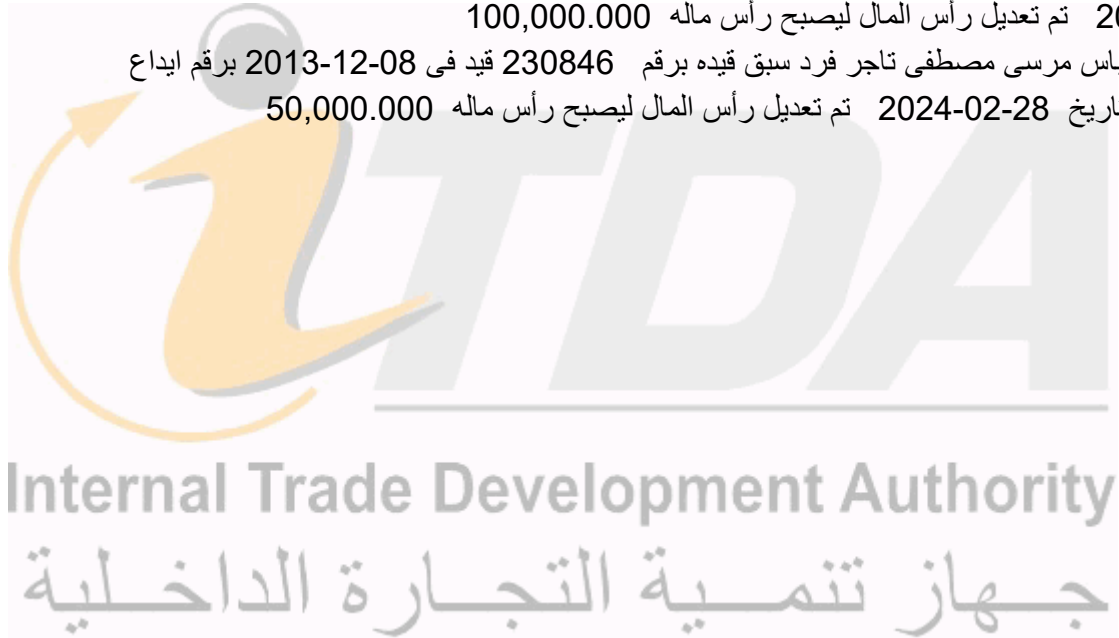 20 تم تعديل رأس المال ليصبح رأس ماله 100,000.000
مرسى مصطفى تاجر فرد سبق قيده برقم 230846 قيد فى 08-12-2013 برقم ايداع
2024-02-28 تم تعديل رأس المال ليصبح رأس ماله 50,000.000
iTDA
Internal Trade Development Authority
جهاز تنمية التجارة الداخلية